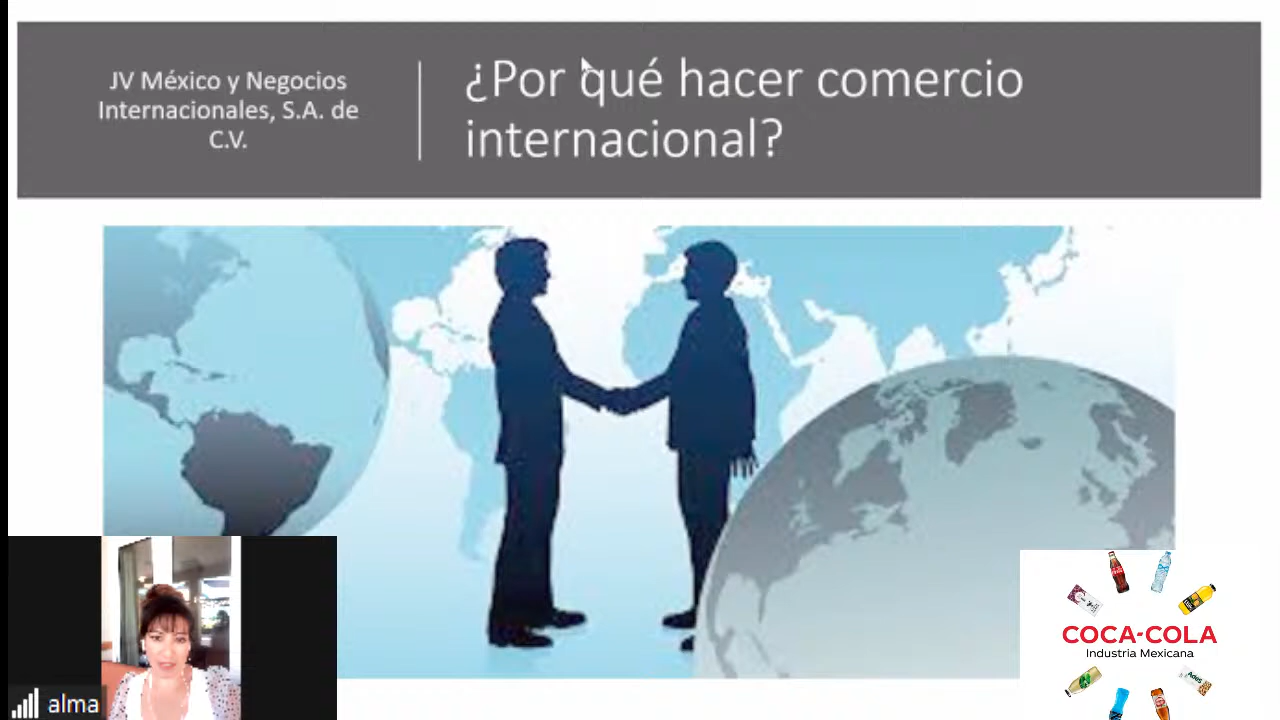 JV México y Negocios
Internacionales, S.A. de
C.V.
¿Por qué hacer comercio
internacional?
alma
COCA-COLA
Industria Mexicana